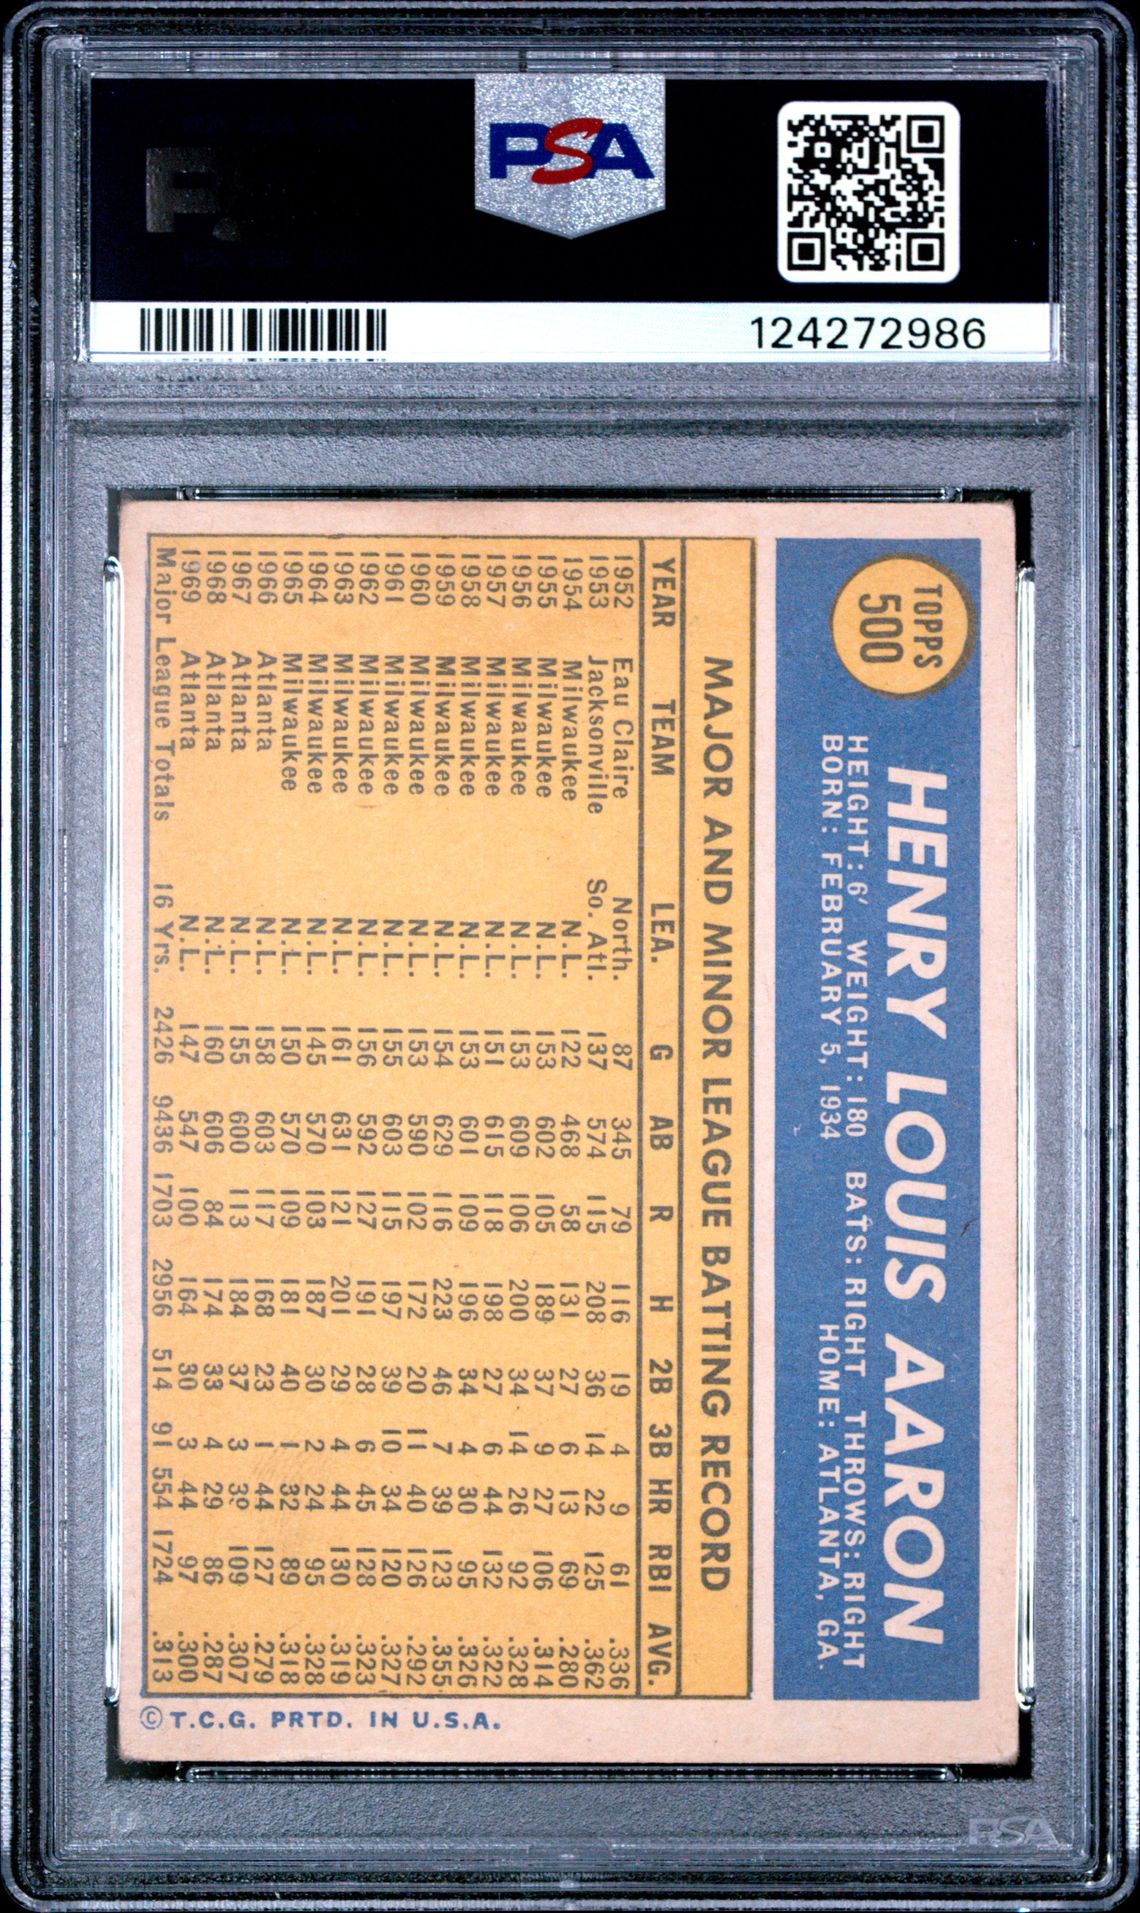 PSA
124272986
TOPPS
500
HENRY LOUIS AARON
HEIGHT: 6' WEIGHT: 180 BATS: RIGHT THROWS: RIGHT
BORN: FEBRUARY 5, 1934 HOME: ATLANTA, GA.
MAJOR AND MINOR LEAGUE BATTING RECORD
YEAR TEAM LEA. G AB R H 2B 3B HR RBI AVG.
1952 Eau Claire North. 87 345 79 116 19 4 9 61 .336
1953 Jacksonville So. Atl. 137 574 115 208 36 14 22 125 .362
1954 Milwaukee N.L. 122 468 58 131 27 6 13 69 .280
1955 Milwaukee N.L. 153 602 105 189 37 9 27 106 .314
1956 Milwaukee N.L. 153 609 106 200 34 14 26 92 .328
1957 Milwaukee N.L. 151 615 118 198 27 6 44 132 .322
1958 Milwaukee N.L. 153 601 109 196 34 4 30 95 .326
1959 Milwaukee N.L. 154 629 116 223 46 7 39 123 .355
1960 Milwaukee N.L. 153 590 102 172 20 11 40 126 .292
1961 Milwaukee N.L. 155 603 115 197 39 10 34 120 .327
1962 Milwaukee N.L. 156 592 127 191 28 6 45 128 .323
1963 Milwaukee N.L. 161 631 121 201 29 4 44 130 .319
1964 Milwaukee N.L. 145 570 103 187 30 2 24 95 .328
1965 Milwaukee N.L. 150 570 109 181 40 1 32 89 .318
1966 Atlanta N.L. 158 603 117 168 23 1 44 127 .279
1967 Atlanta N.L. 155 600 113 184 37 3 39 109 .307
1968 Atlanta N.L. 160 606 84 174 33 4 29 86 .287
1969 Atlanta N.L. 147 547 100 164 30 3 44 97 .300
Major League Totals 16 Yrs. 2426 9436 1703 2956 514 91 554 1724 .313
© T.C.G. PRTD. IN U.S.A.
PSA